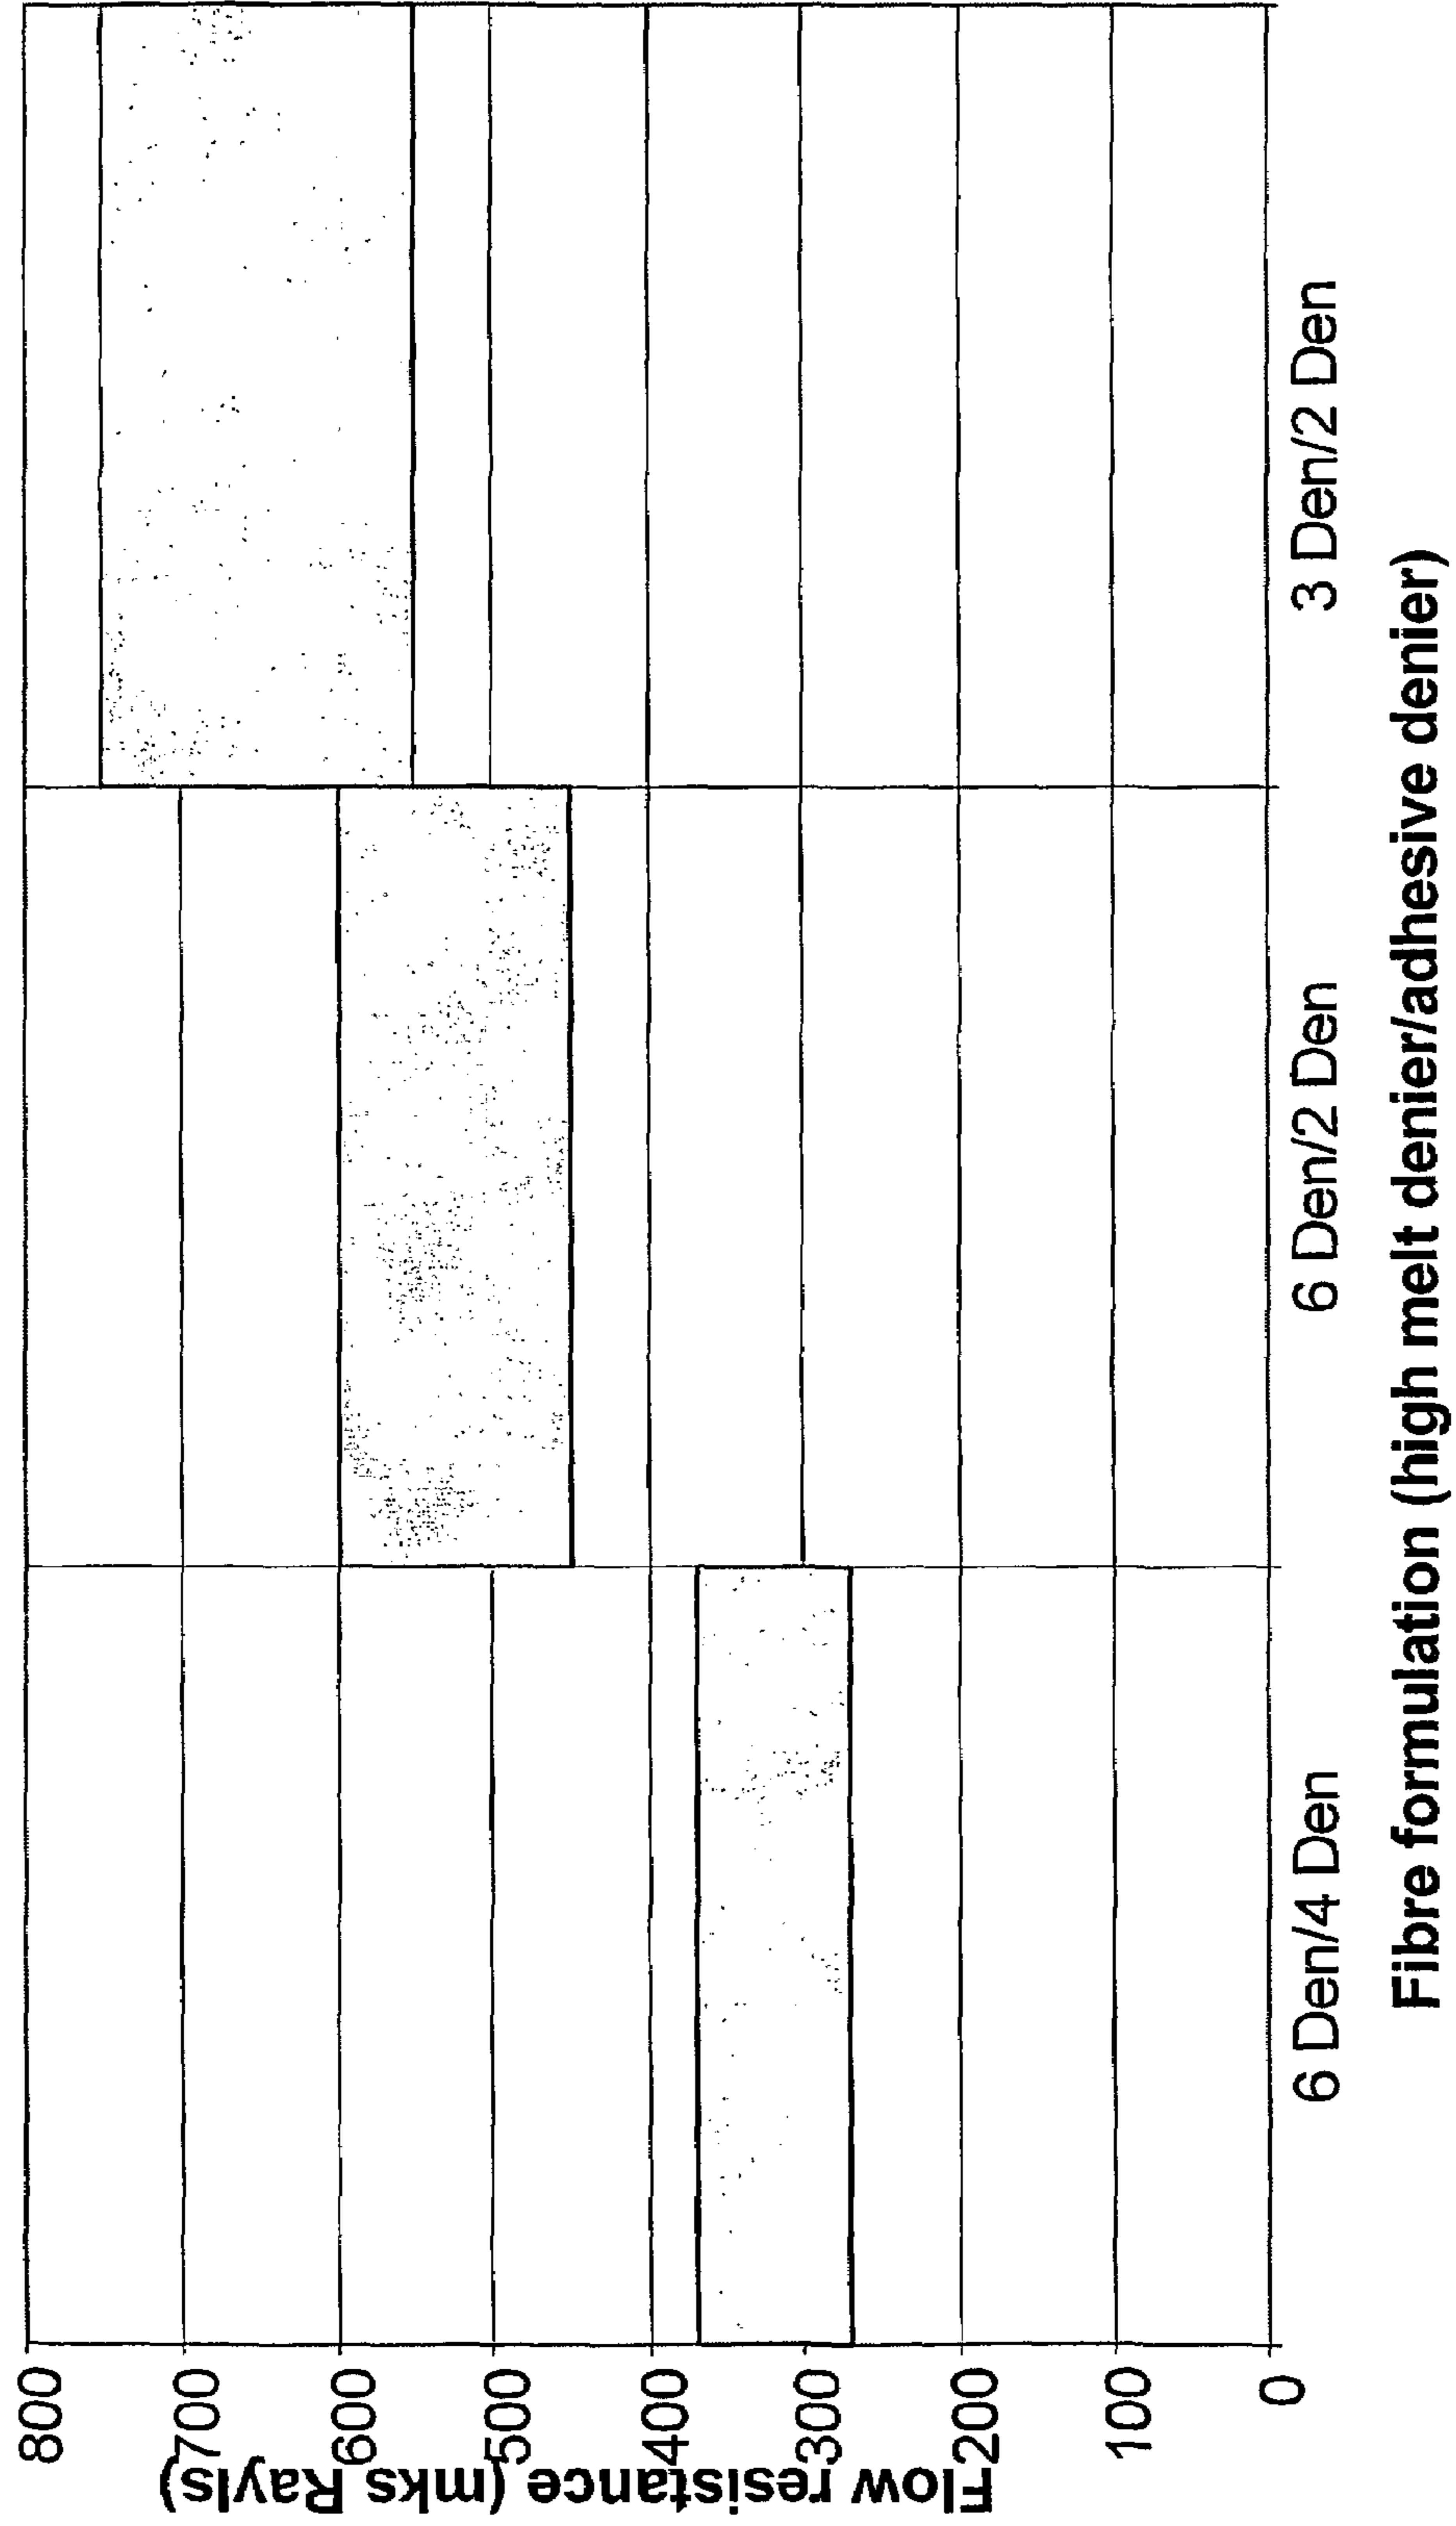 Flow resistance (mks Rayls)
800
700
600
500
400
300
200
100
0
6 Den/4 Den
6 Den/2 Den
3 Den/2 Den
Fibre formulation (high melt denier/adhesive denier)